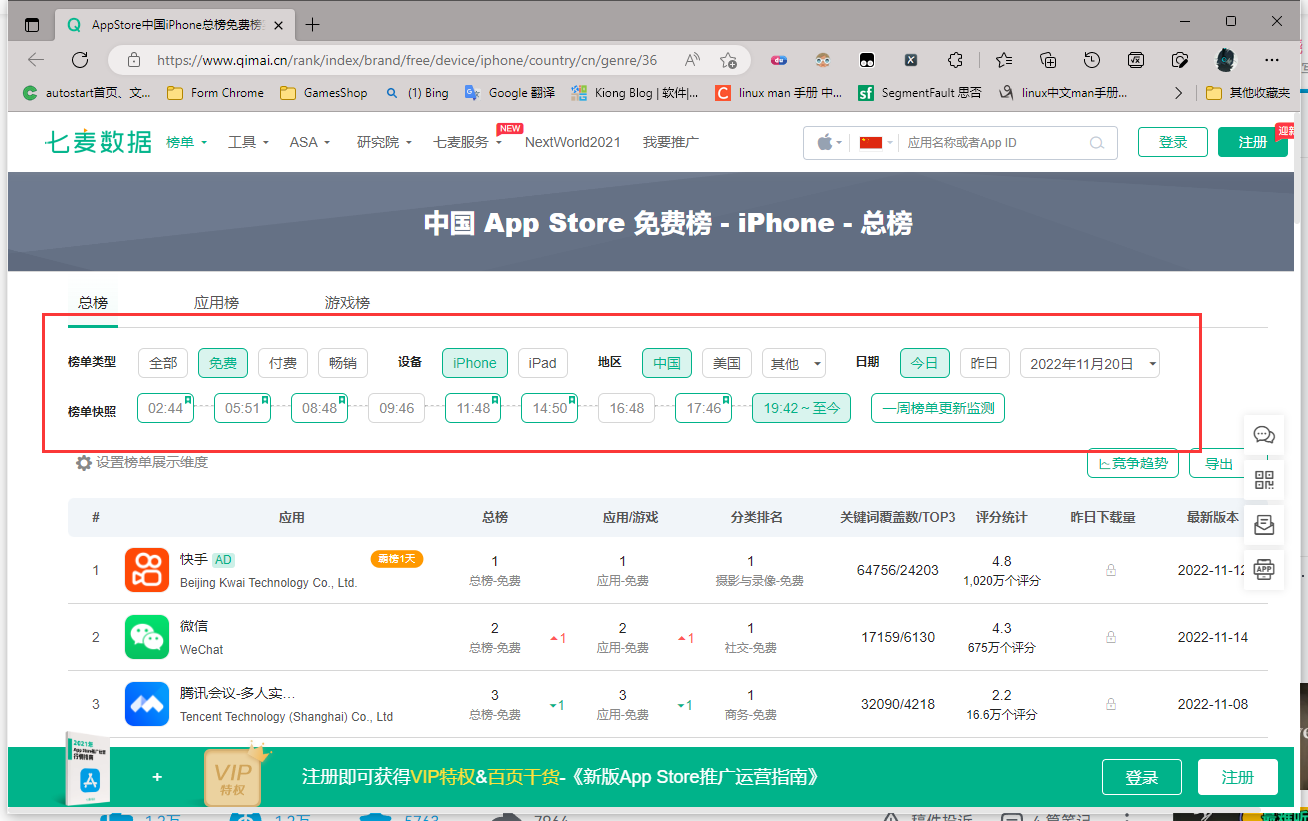 AppStore中国iPhone总榜免费榜
https://www.qimai.cn/rank/index/brand/free/device/iphone/country/cn/genre/36
autostart首页、文...
Form Chrome
GamesShop
(1) Bing
Google 翻译
Kiong Blog | 软件|...
linux man 手册 中...
SegmentFault 思否
linux中文man手册...
其他收藏夹
七麦数据 榜单 工具 ASA 研究院 七麦服务 NEW NextWorld2021 我要推广
应用名称或者App ID
登录 注册
中国 App Store 免费榜 - iPhone - 总榜
总榜 应用榜 游戏榜
榜单类型 全部 免费 付费 畅销 设备 iPhone iPad 地区 中国 美国 其他 日期 今日 昨日 2022年11月20日
榜单快照 02:44 05:51 08:48 09:46 11:48 14:50 16:48 17:46 19:42 ~ 至今 一周榜单更新监测
设置榜单展示维度 竞争趋势 导出
# 应用 总榜 应用/游戏 分类排名 关键词覆盖数/TOP3 评分统计 昨日下载量 最新版本
1 快手 AD 霸榜1天 1 1 1 64756/24203 4.8 2022-11-12
Beijing Kwai Technology Co., Ltd. 总榜-免费 应用-免费 摄影与录像-免费 1,020万个评分
2 微信 2 1 2 1 1 17159/6130 4.3 2022-11-14
WeChat 总榜-免费 应用-免费 社交-免费 675万个评分
3 腾讯会议-多人实... 3 1 3 1 1 32090/4218 2.2 2022-11-08
Tencent Technology (Shanghai) Co., Ltd 总榜-免费 应用-免费 商务-免费 16.6万个评分
APP
2021年
+
VIP
特权
注册即可获得VIP特权&百页干货-《新版App Store推广运营指南》
登录 注册